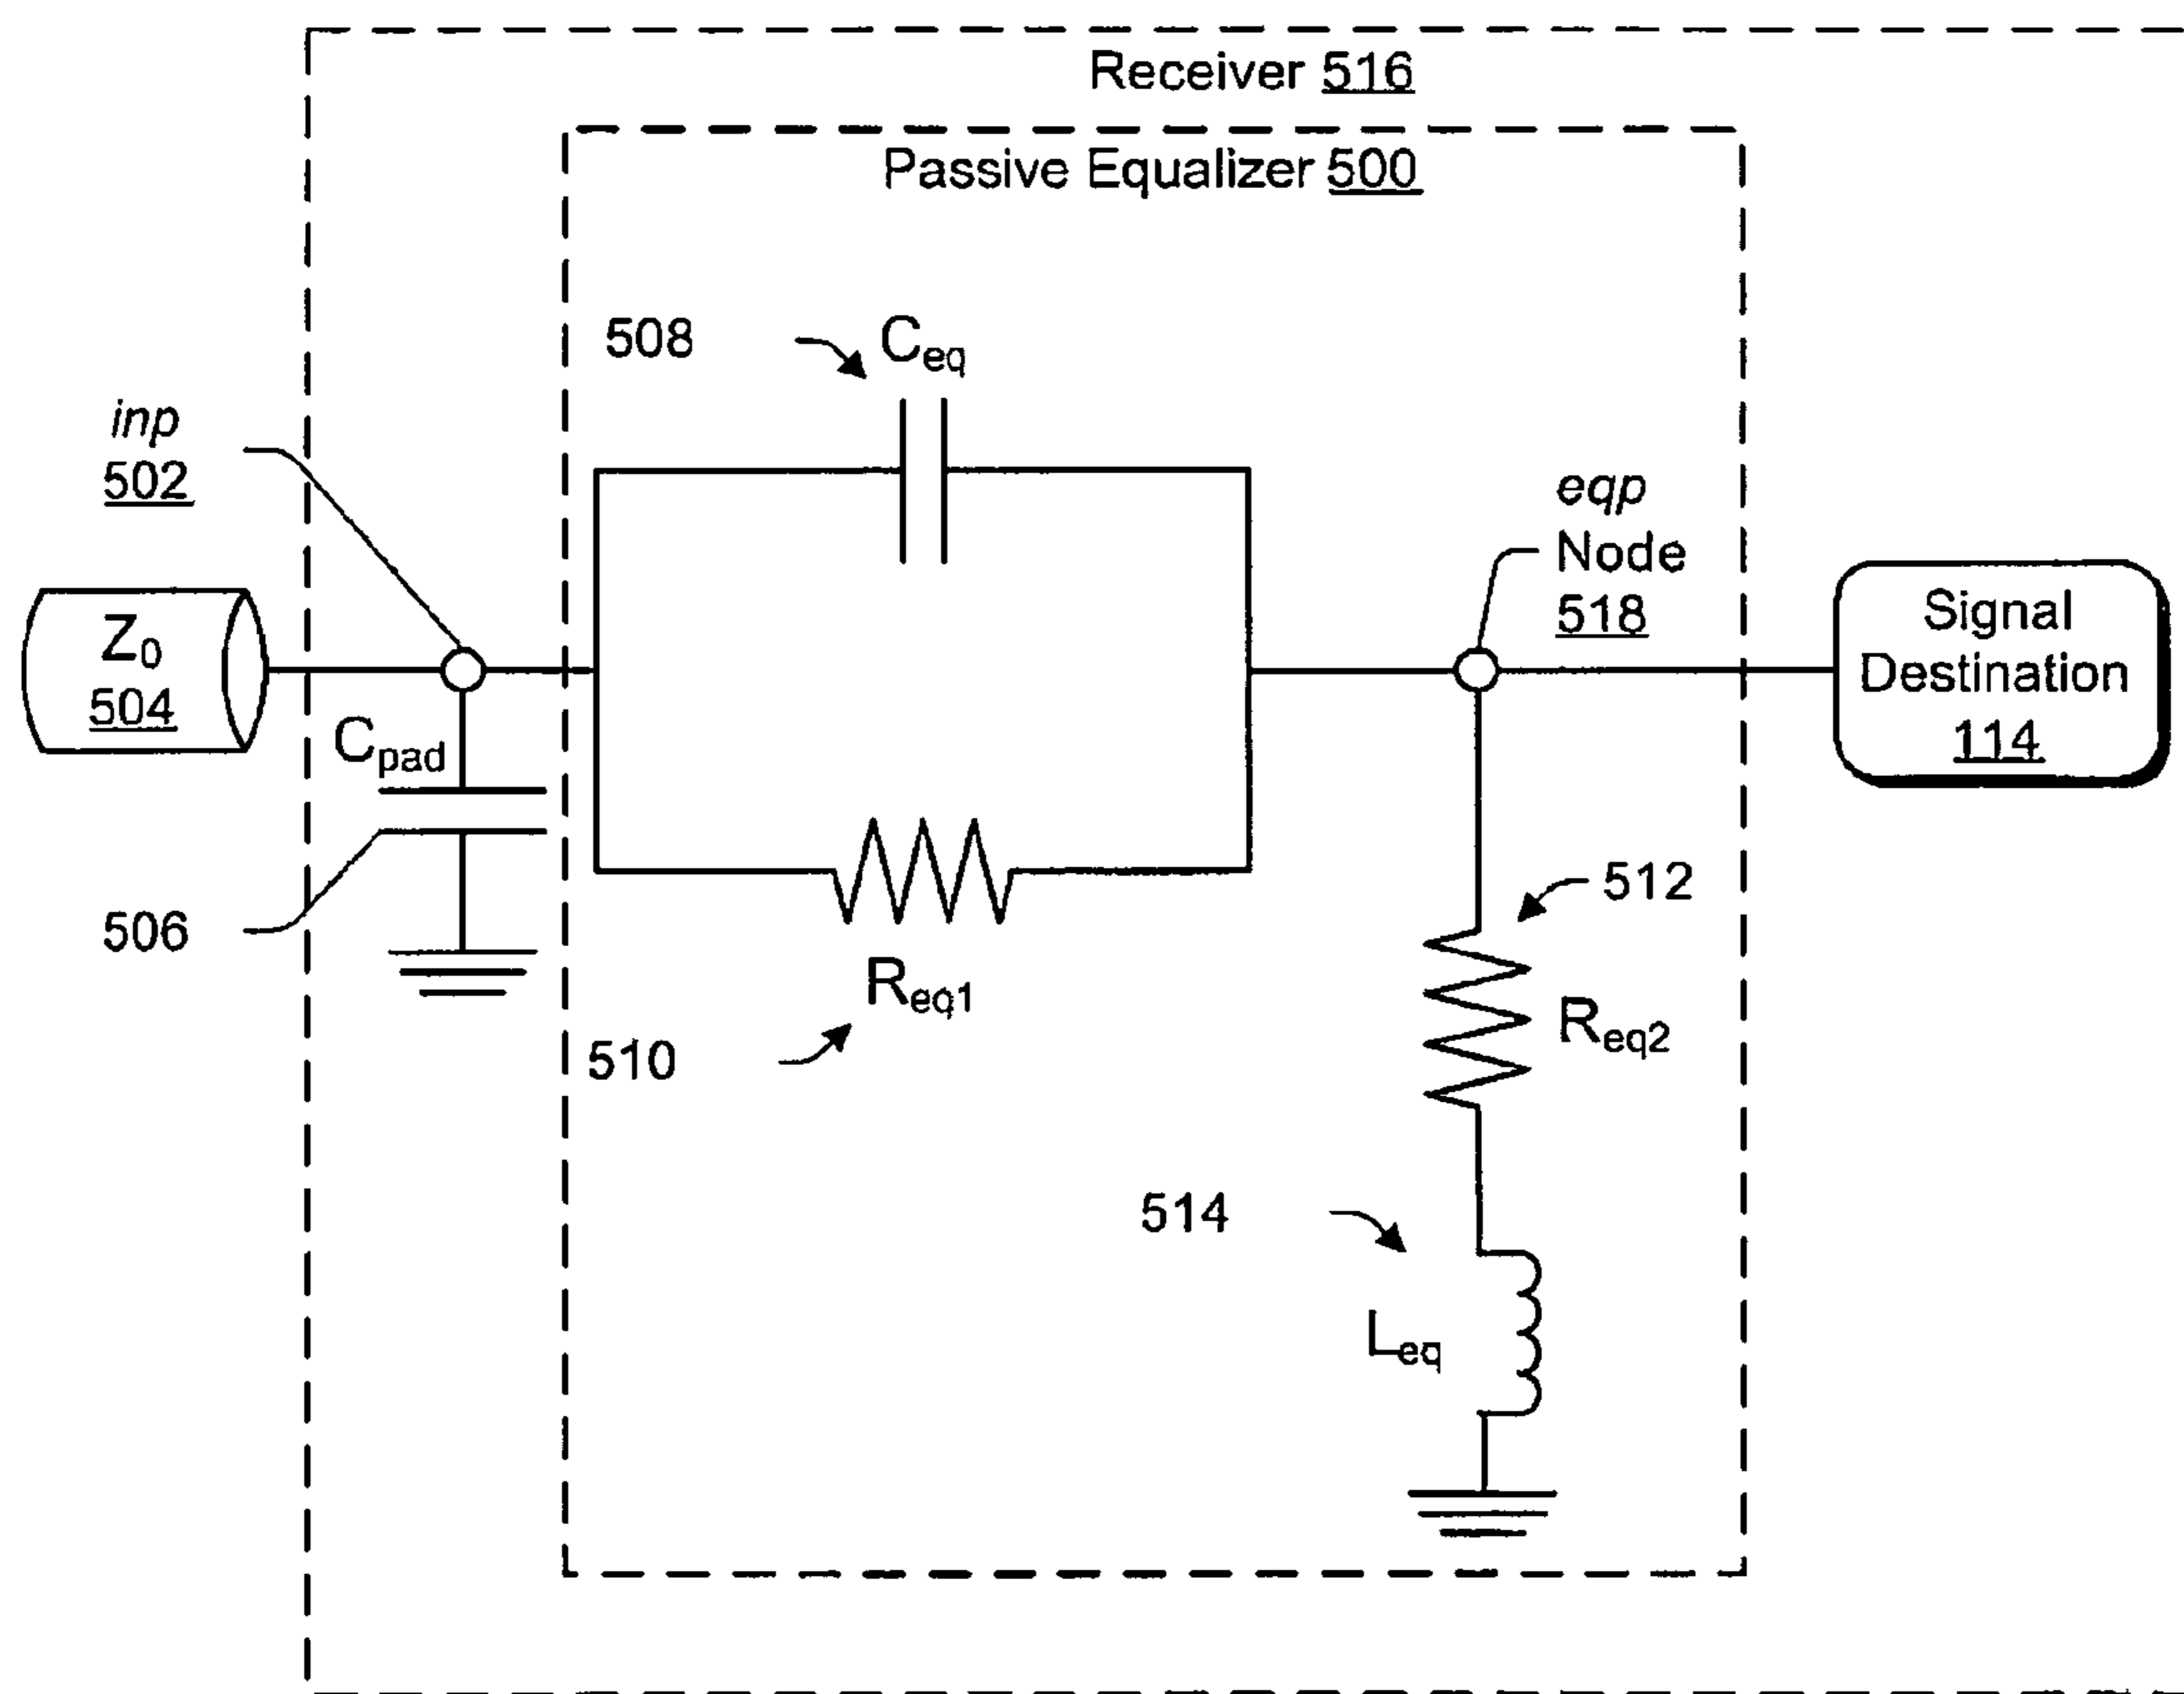 Receiver 516
Passive Equalizer 500
508
Ceq
inp
502
eqp
Node
518
Z0
504
Signal
Destination
114
Cpad
506
512
Req1
Req2
510
514
Leq